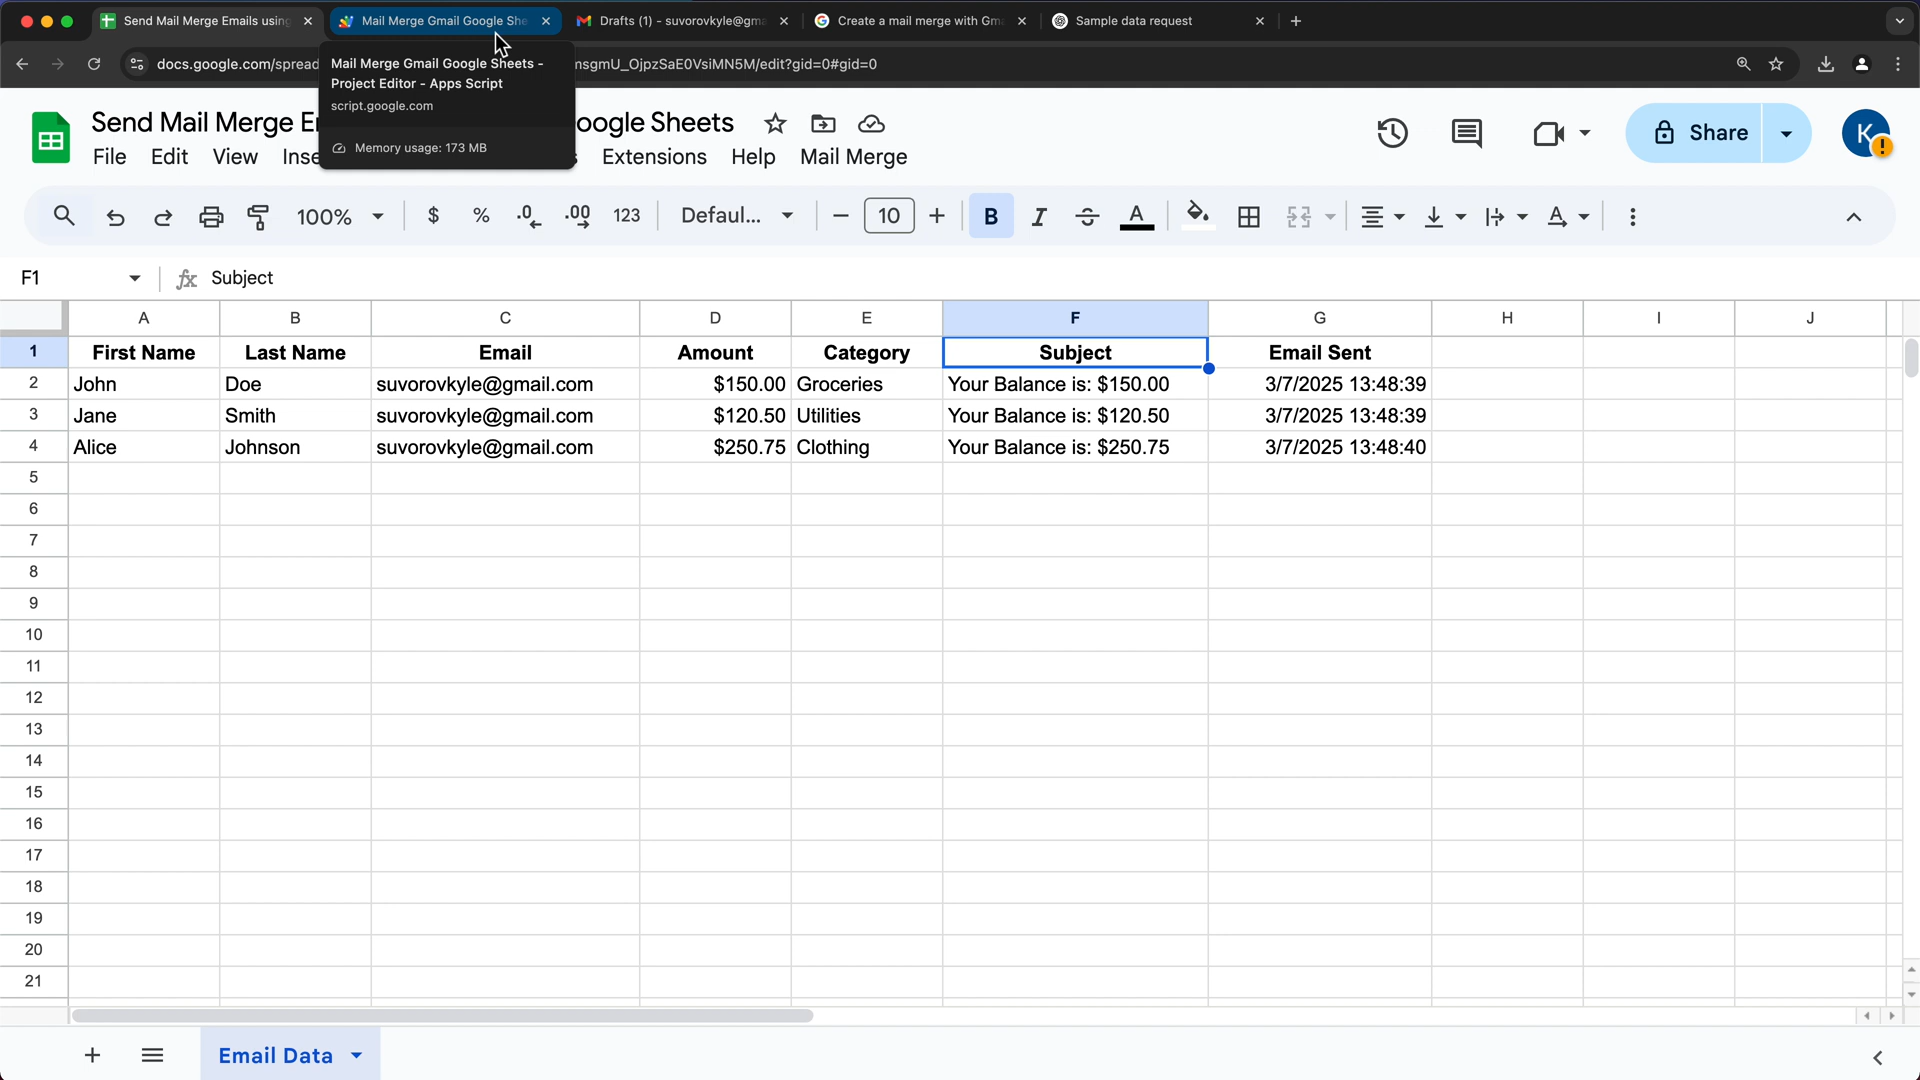 Send Mail Merge Emails using
Mail Merge Gmail Google She
Drafts (1) - suvorovkyle@gma
Create a mail merge with Gm
Sample data request
docs.google.com/spread
nsgmU_OjpzSaE0VsiMN5M/edit?gid=0#gid=0
Mail Merge Gmail Google Sheets -
Project Editor - Apps Script
script.google.com
Memory usage: 173 MB
Send Mail Merge E
oogle Sheets
Share
K
File Edit View Inse
s Extensions Help Mail Merge
100% $ % .0 .00 123 Defaul... 10 B I S A A
F1 fx Subject
A B C D E F G H I J
1 First Name Last Name Email Amount Category Subject Email Sent
2 John Doe suvorovkyle@gmail.com $150.00 Groceries Your Balance is: $150.00 3/7/2025 13:48:39
3 Jane Smith suvorovkyle@gmail.com $120.50 Utilities Your Balance is: $120.50 3/7/2025 13:48:39
4 Alice Johnson suvorovkyle@gmail.com $250.75 Clothing Your Balance is: $250.75 3/7/2025 13:48:40
5
6
7
8
9
10
11
12
13
14
15
16
17
18
19
20
21
Email Data